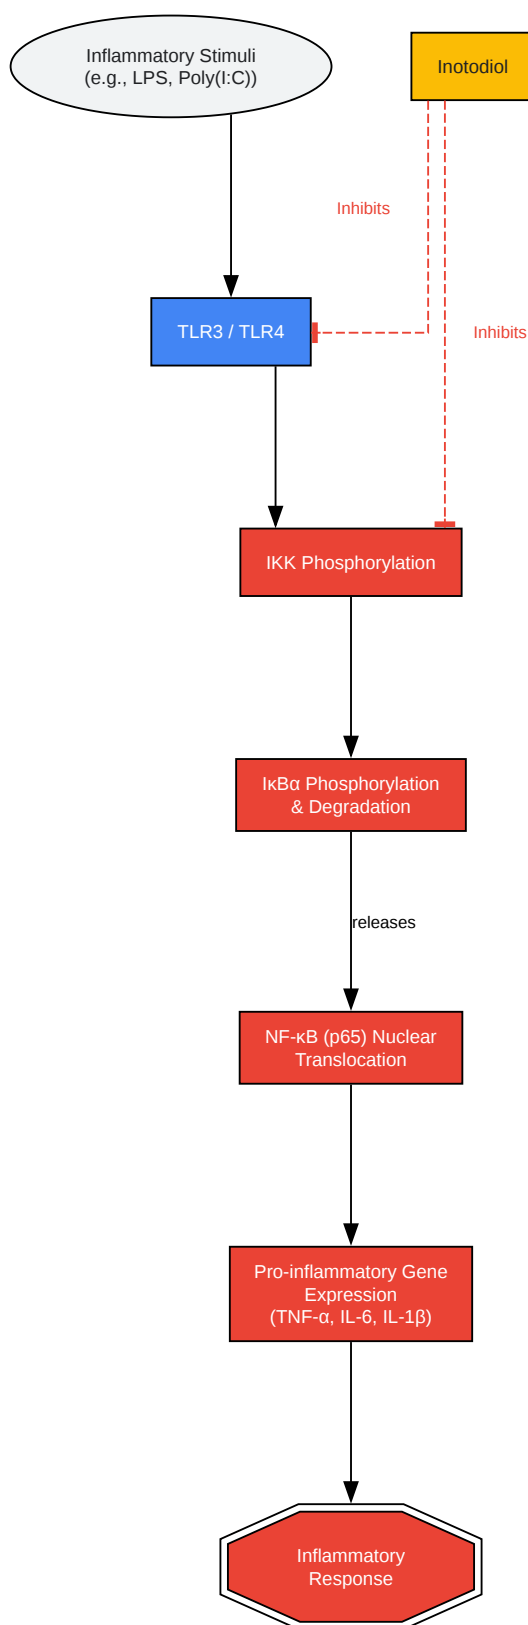 Inflammatory Stimuli
(e.g., LPS, Poly(I:C))
Inotodiol
Inhibits
TLR3 / TLR4
Inhibits
IKK Phosphorylation
IκBα Phosphorylation
& Degradation
releases
NF-κB (p65) Nuclear
Translocation
Pro-inflammatory Gene
Expression
(TNF-α, IL-6, IL-1β)
Inflammatory
Response